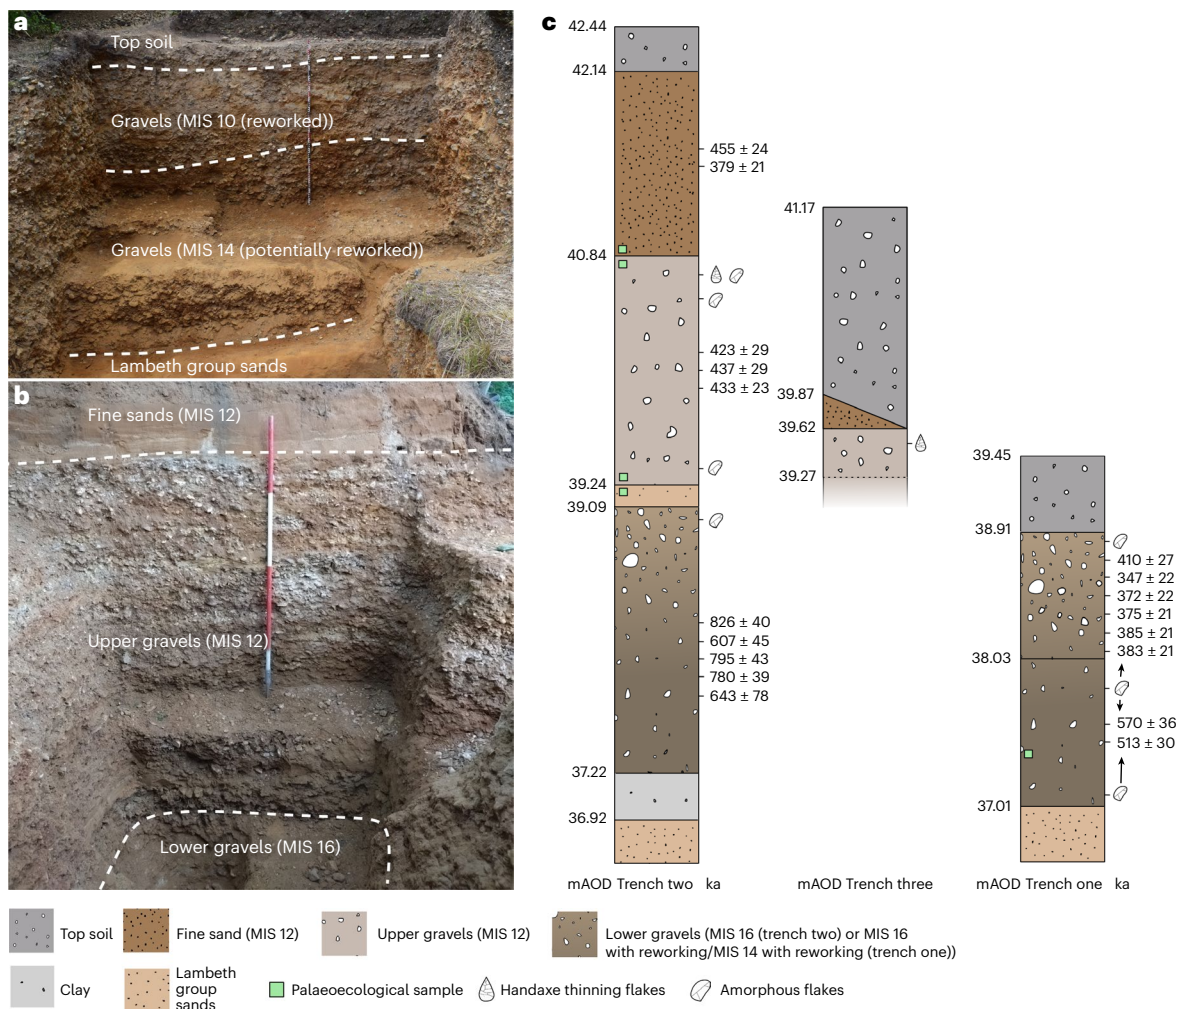 a
Top soil
Gravels (MIS 10 (reworked))
Gravels (MIS 14 (potentially reworked))
Lambeth group sands
b
Fine sands (MIS 12)
Upper gravels (MIS 12)
Lower gravels (MIS 16)
c
42.44
42.14
455 ± 24
379 ± 21
40.84
423 ± 29
437 ± 29
433 ± 23
39.24
39.09
826 ± 40
607 ± 45
795 ± 43
780 ± 39
643 ± 78
37.22
36.92
mAOD Trench two ka
41.17
39.87
39.62
39.27
mAOD Trench three
39.45
38.91
410 ± 27
347 ± 22
372 ± 22
375 ± 21
385 ± 21
383 ± 21
38.03
570 ± 36
513 ± 30
37.01
mAOD Trench one ka
Top soil
Fine sand (MIS 12)
Upper gravels (MIS 12)
Lower gravels (MIS 16 (trench two) or MIS 16
with reworking/MIS 14 with reworking (trench one))
Clay
Lambeth
group
sands
Palaeoecological sample
Handaxe thinning flakes
Amorphous flakes